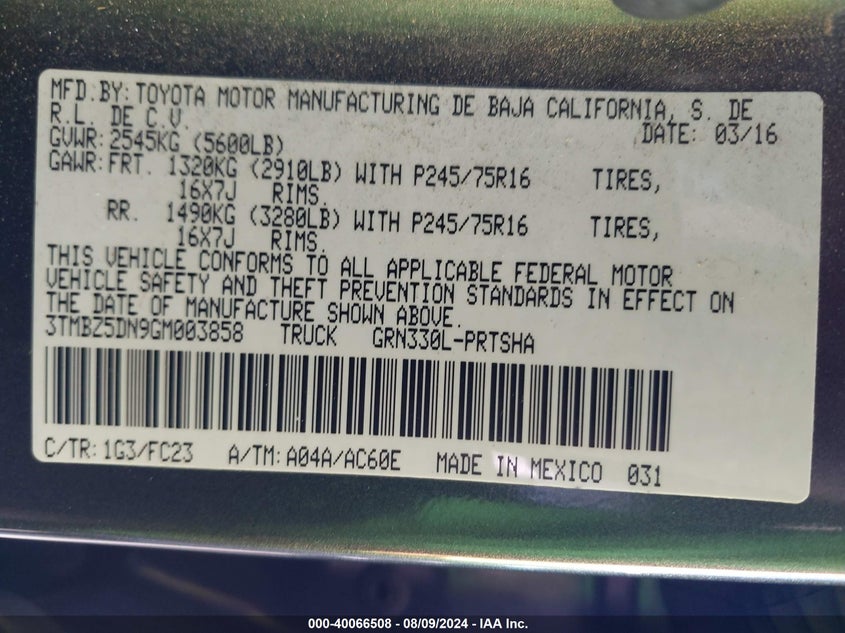 MFD.BY: TOYOTA MOTOR MANUFACTURING DE BAJA CALIFORNIA, S. DE
R.L. DE C.V. DATE: 03/16
GVWR: 2545KG (5600LB)
GAWR: FRT. 1320KG (2910LB) WITH P245/75R16 TIRES,
16X7J RIMS.
RR. 1490KG (3280LB) WITH P245/75R16 TIRES,
16X7J RIMS.
THIS VEHICLE CONFORMS TO ALL APPLICABLE FEDERAL MOTOR
VEHICLE SAFETY AND THEFT PREVENTION STANDARDS IN EFFECT ON
THE DATE OF MANUFACTURE SHOWN ABOVE.
3TMBZ5DN9GM003858 TRUCK GRN330L-PRTSHA
C/TR: 1G3/FC23 A/TM: A04A/AC60E MADE IN MEXICO 031
000-40066508 - 08/09/2024 - IAA Inc.